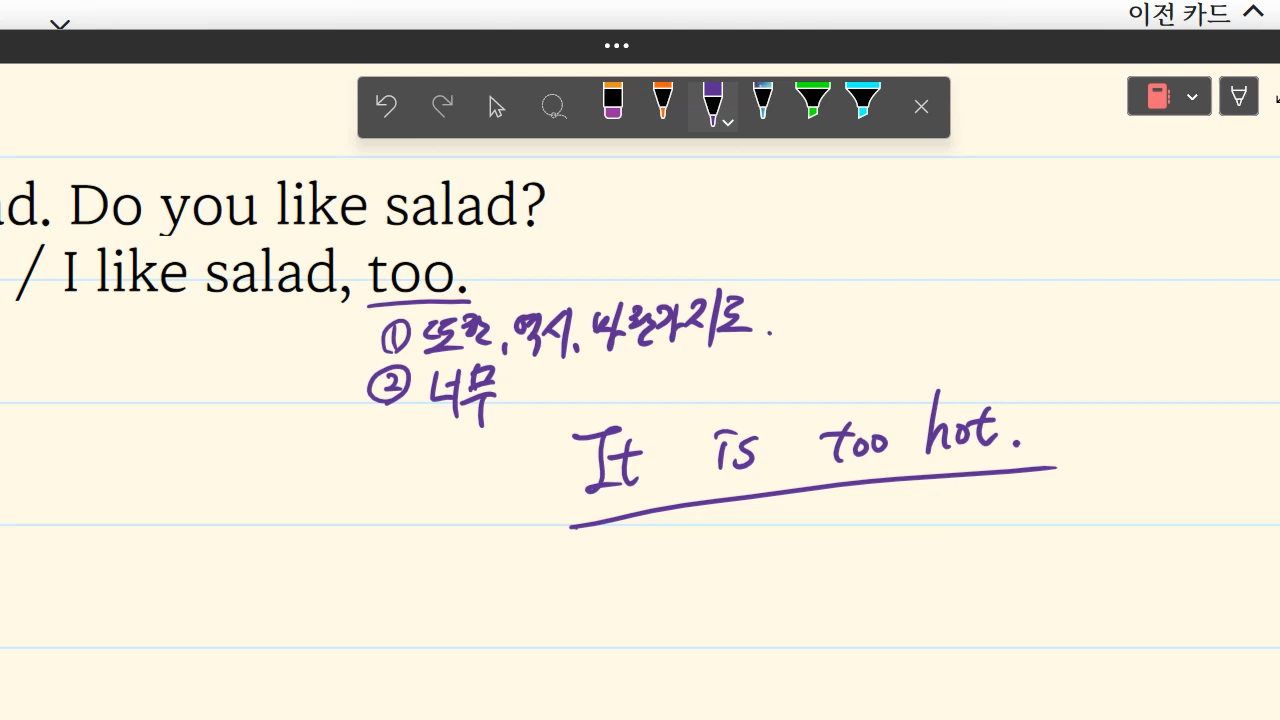 이전 카드
ad. Do you like salad?
/ I like salad, too.
① 또한, 역시, 마찬가지로.
② 너무
It is too hot.